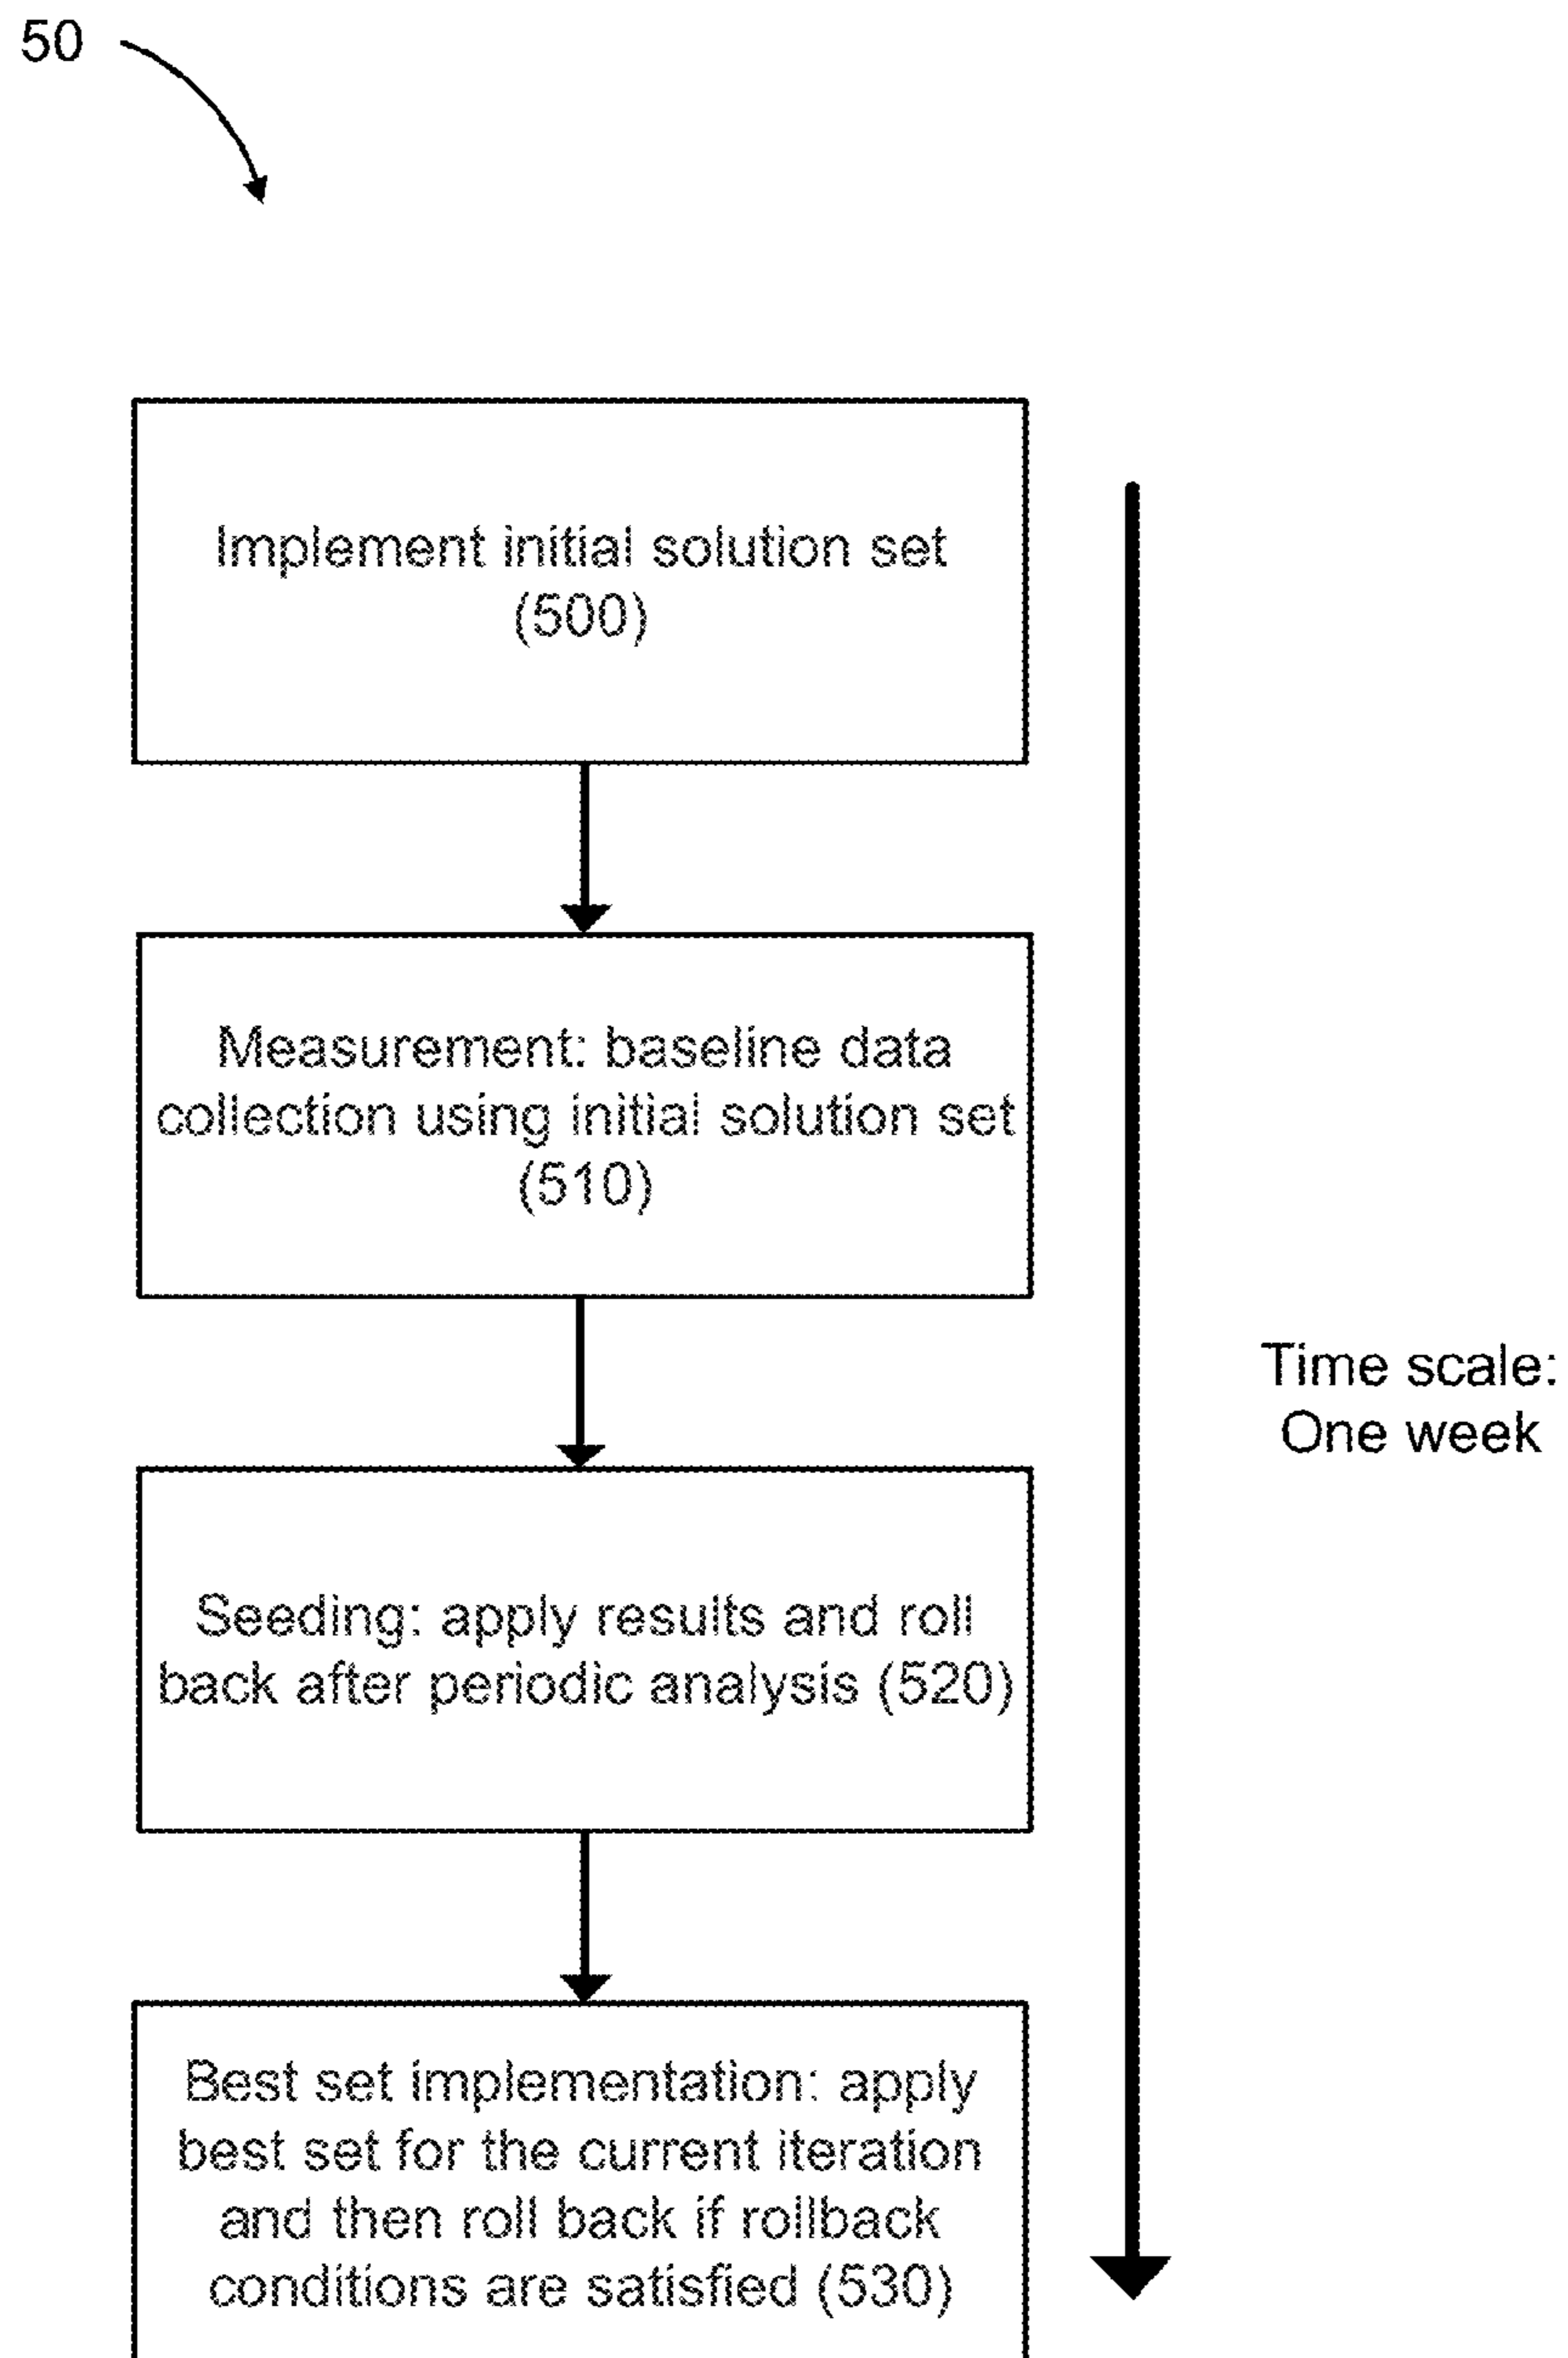 50
Implement initial solution set
(500)
Measurement: baseline data
collection using initial solution set
(510)
Time scale:
One week
Seeding: apply results and roll
back after periodic analysis (520)
Best set implementation: apply
best set for the current iteration
and then roll back if rollback
conditions are satisfied (530)